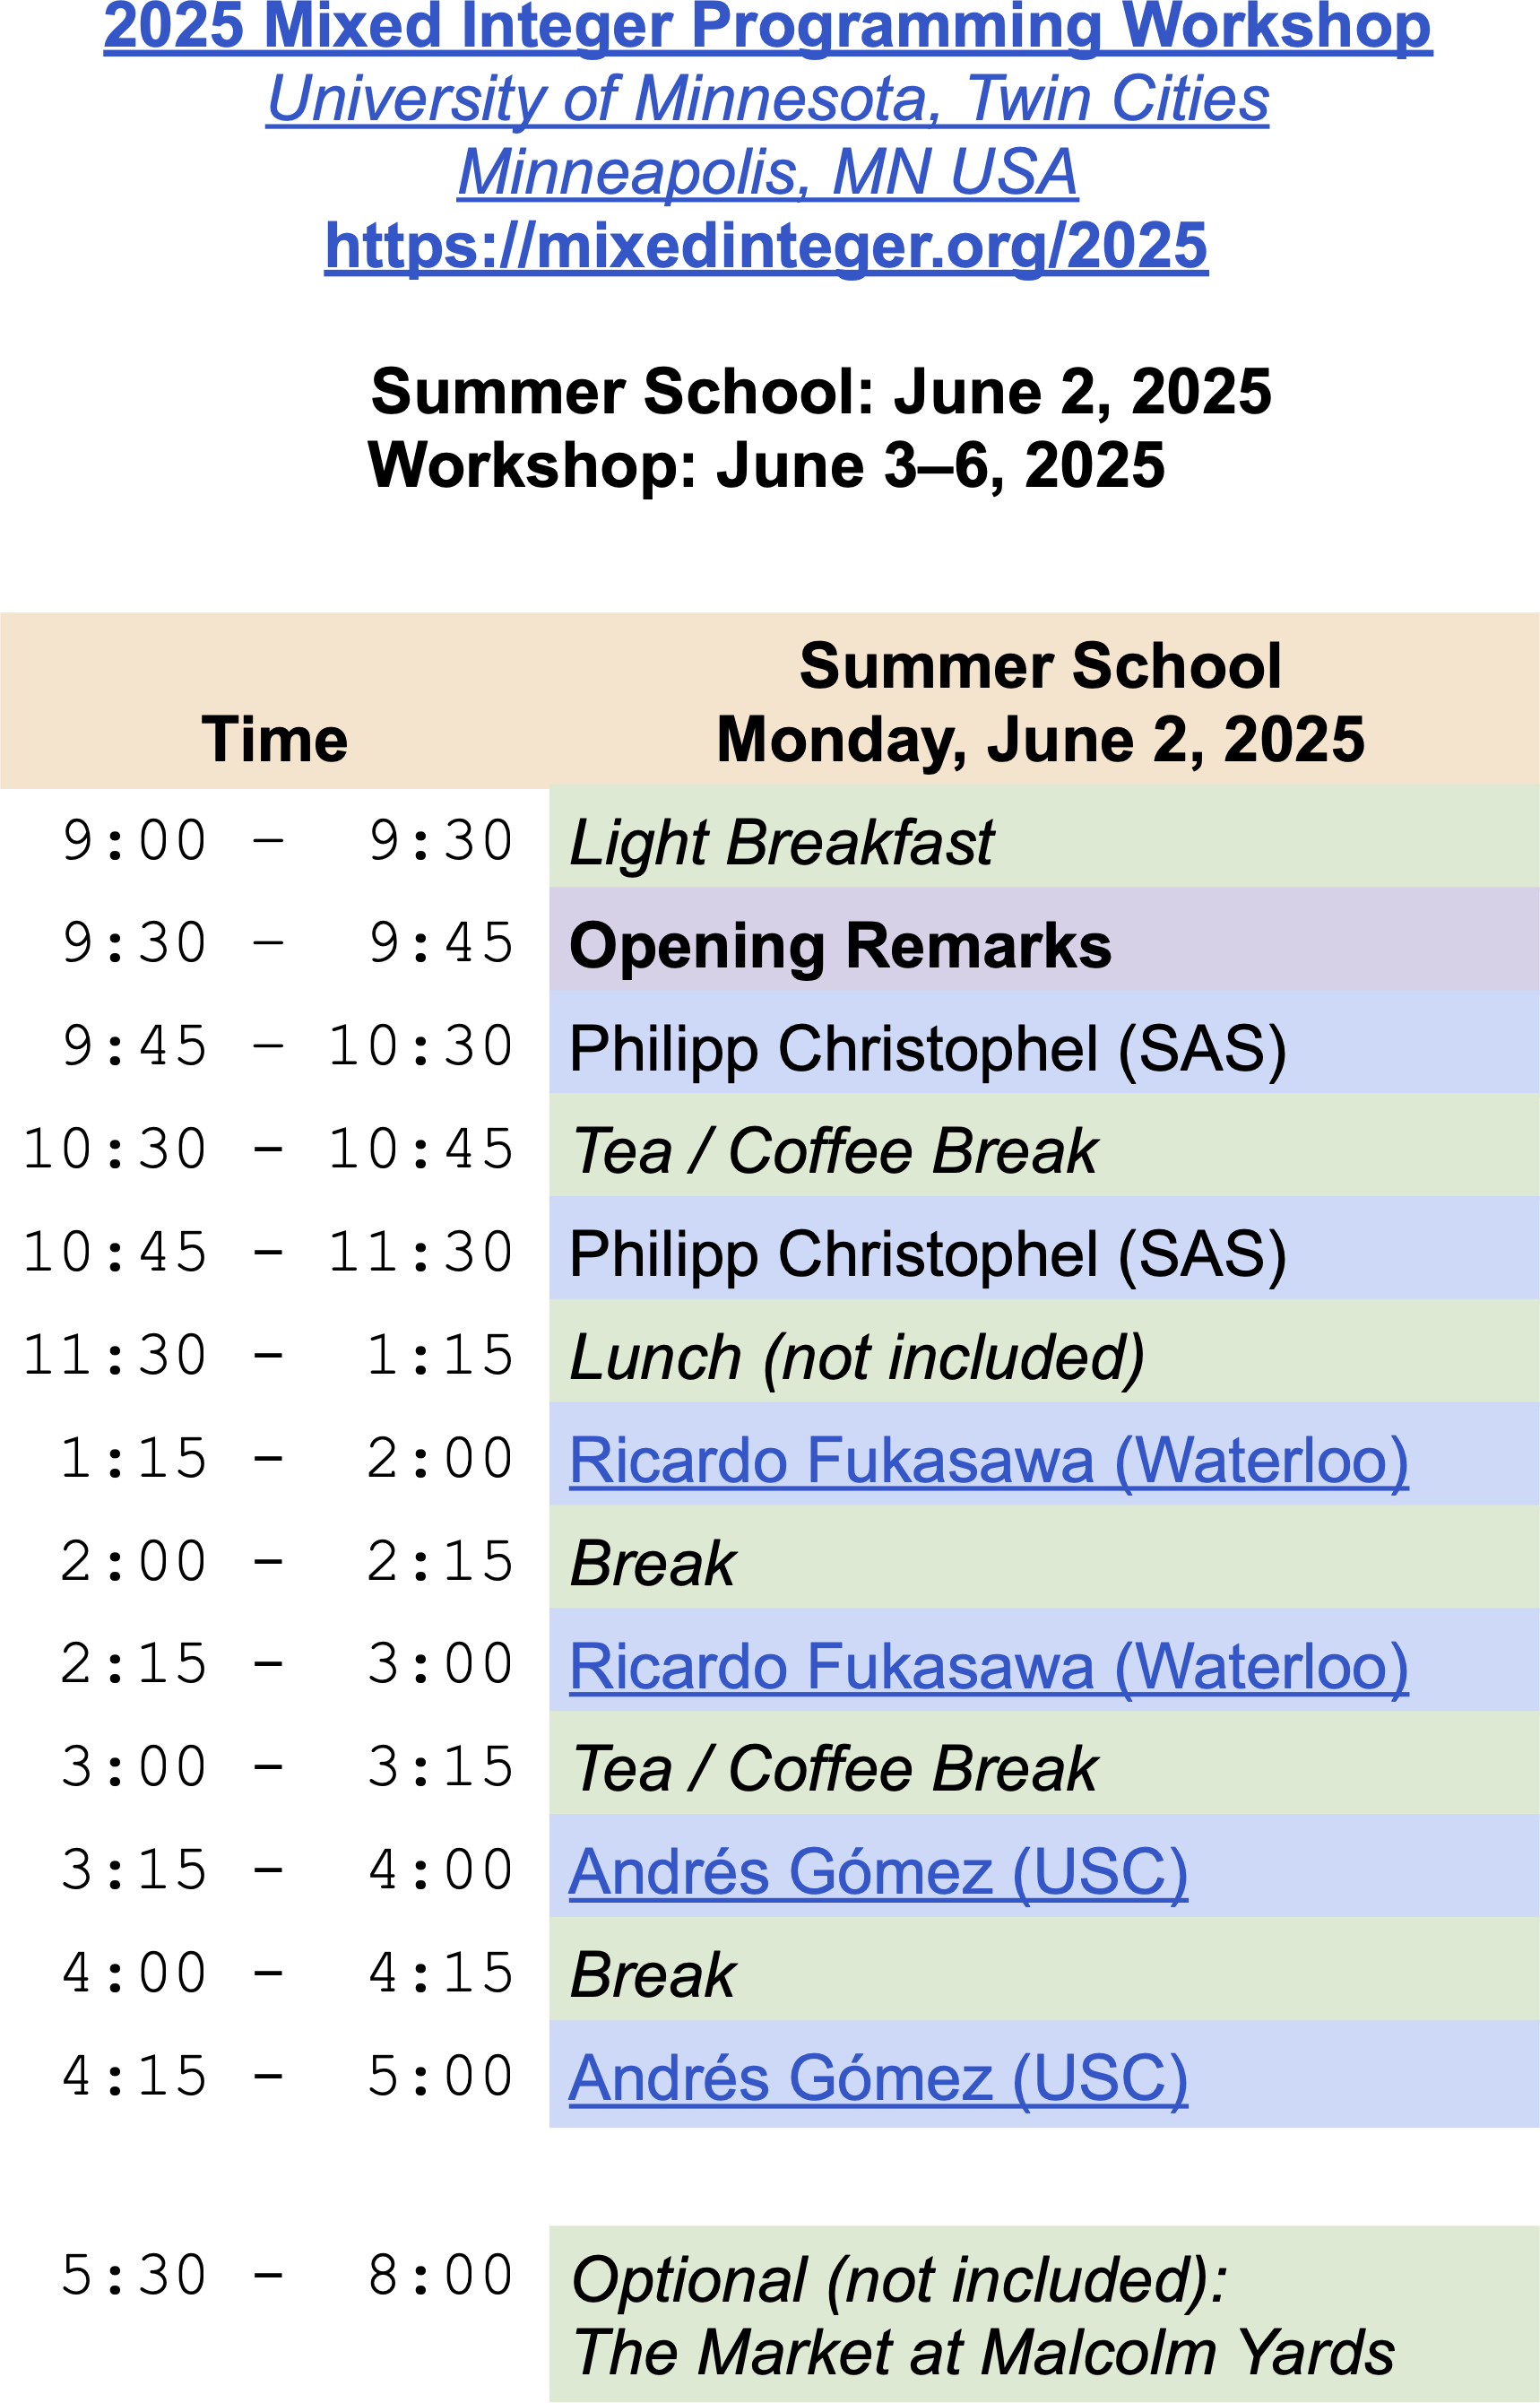 2025 Mixed Integer Programming Workshop
University of Minnesota, Twin Cities
Minneapolis, MN USA
https://mixedinteger.org/2025
Summer School: June 2, 2025
Workshop: June 3–6, 2025
Summer School
Time Monday, June 2, 2025
9:00 – 9:30 Light Breakfast
9:30 – 9:45 Opening Remarks
9:45 – 10:30 Philipp Christophel (SAS)
10:30 – 10:45 Tea / Coffee Break
10:45 – 11:30 Philipp Christophel (SAS)
11:30 – 1:15 Lunch (not included)
1:15 – 2:00 Ricardo Fukasawa (Waterloo)
2:00 – 2:15 Break
2:15 – 3:00 Ricardo Fukasawa (Waterloo)
3:00 – 3:15 Tea / Coffee Break
3:15 – 4:00 Andrés Gómez (USC)
4:00 – 4:15 Break
4:15 – 5:00 Andrés Gómez (USC)
5:30 – 8:00 Optional (not included):
The Market at Malcolm Yards